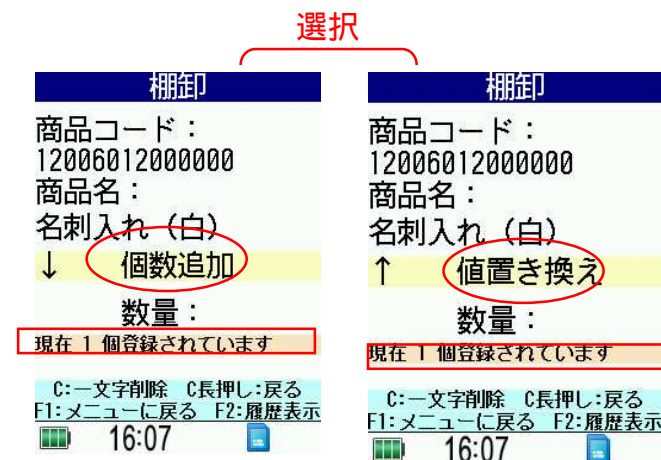 選択
棚卸
商品コード：
12006012000000
商品名：
名刺入れ（白）
↓ 個数追加
数量：
現在 1 個登録されています
C:一文字削除 C長押し:戻る
F1:メニューに戻る F2:履歴表示
16:07
棚卸
商品コード：
12006012000000
商品名：
名刺入れ（白）
↑ 値置き換え
数量：
現在 1 個登録されています
C:一文字削除 C長押し:戻る
F1:メニューに戻る F2:履歴表示
16:07